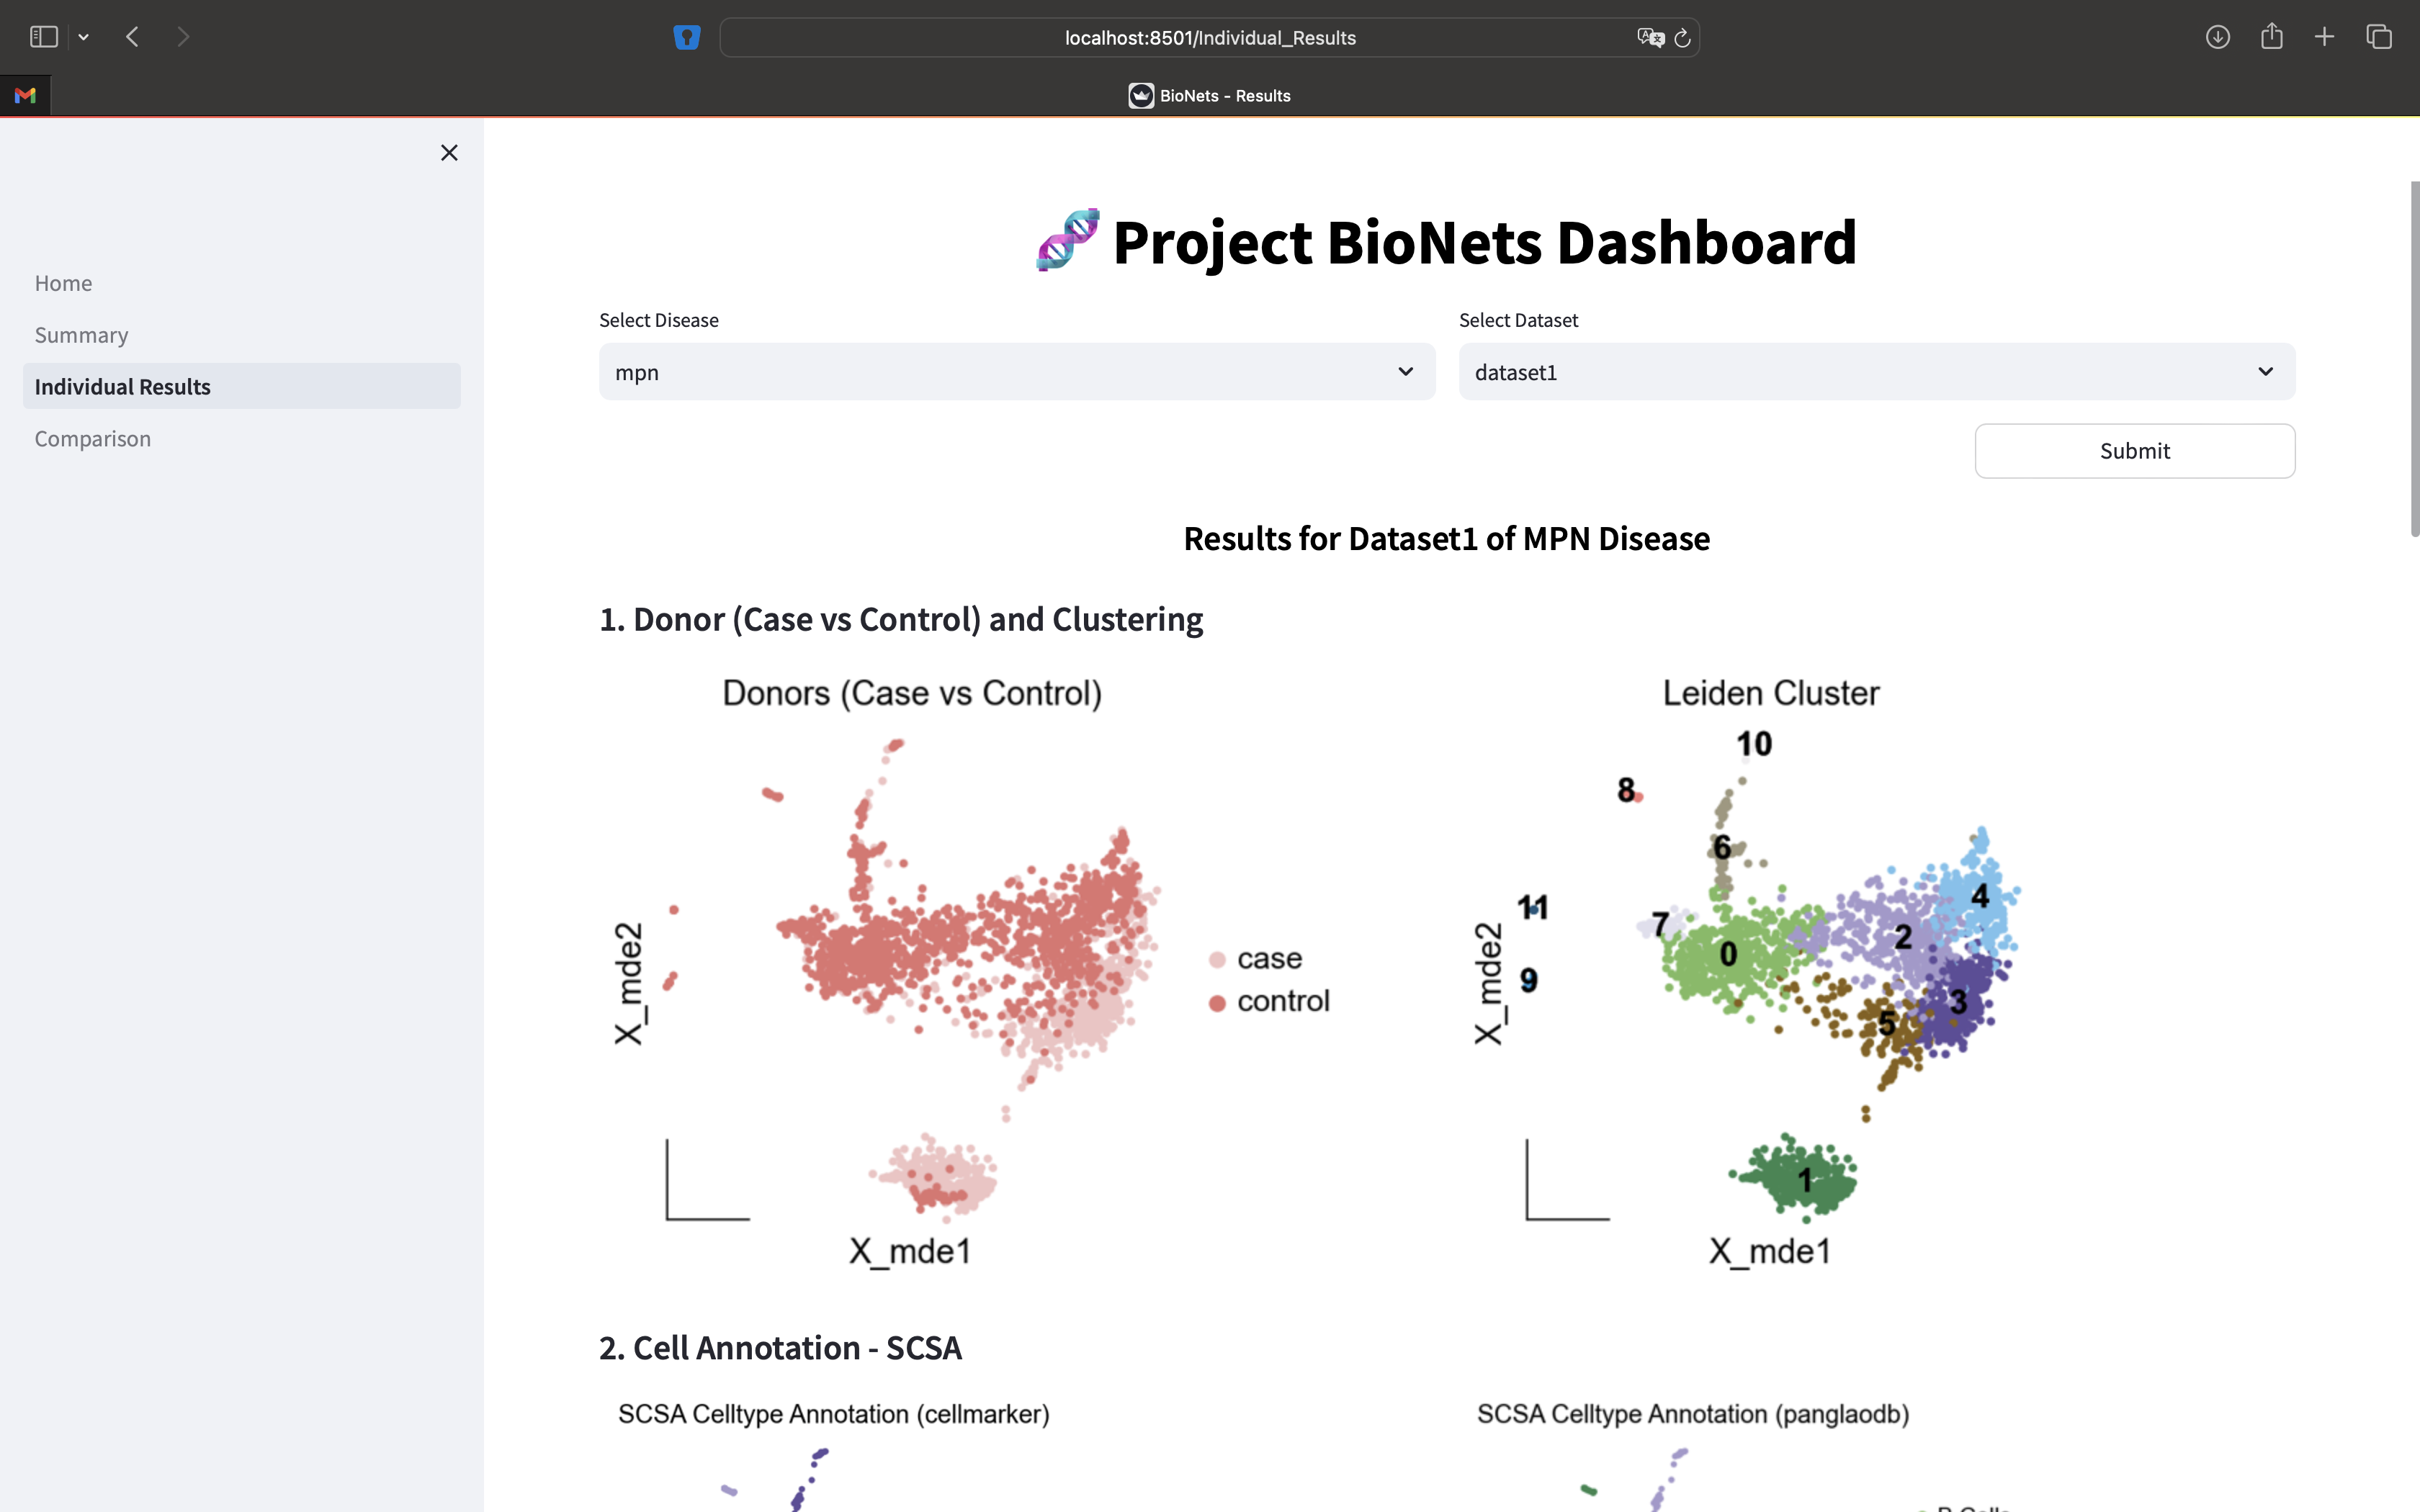 localhost:8501/Individual_Results
BioNets - Results
Home
Summary
Individual Results
Comparison
Project BioNets Dashboard
Select Disease
mpn
Select Dataset
dataset1
Submit
Results for Dataset1 of MPN Disease
1. Donor (Case vs Control) and Clustering
Donors (Case vs Control)
X_mde2
case
control
X_mde1
Leiden Cluster
10
8
6
11
7
4
2
0
9
3
5
1
X_mde2
X_mde1
2. Cell Annotation - SCSA
SCSA Celltype Annotation (cellmarker)
SCSA Celltype Annotation (panglaodb)